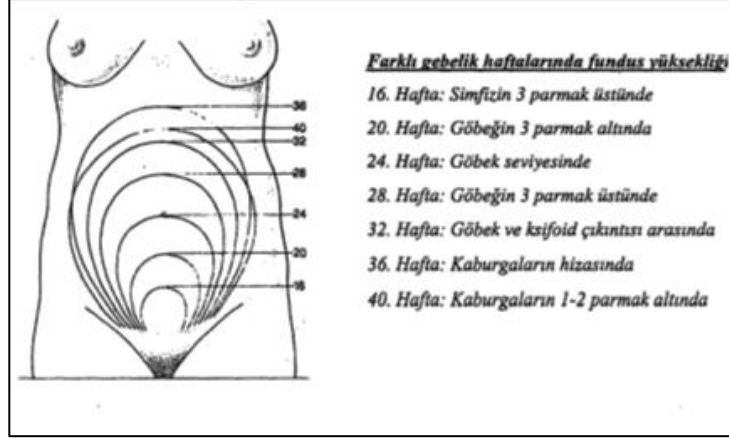 Farklı gebelik haftalarında fundus yüksekliği
16. Hafta: Simfizin 3 parmak üstünde
20. Hafta: Göbeğin 3 parmak altında
24. Hafta: Göbek seviyesinde
28. Hafta: Göbeğin 3 parmak üstünde
32. Hafta: Göbek ve ksifoid çıkıntısı arasında
36. Hafta: Kaburgaların hizasında
40. Hafta: Kaburgaların 1-2 parmak altında
36
40
32
28
24
20
16